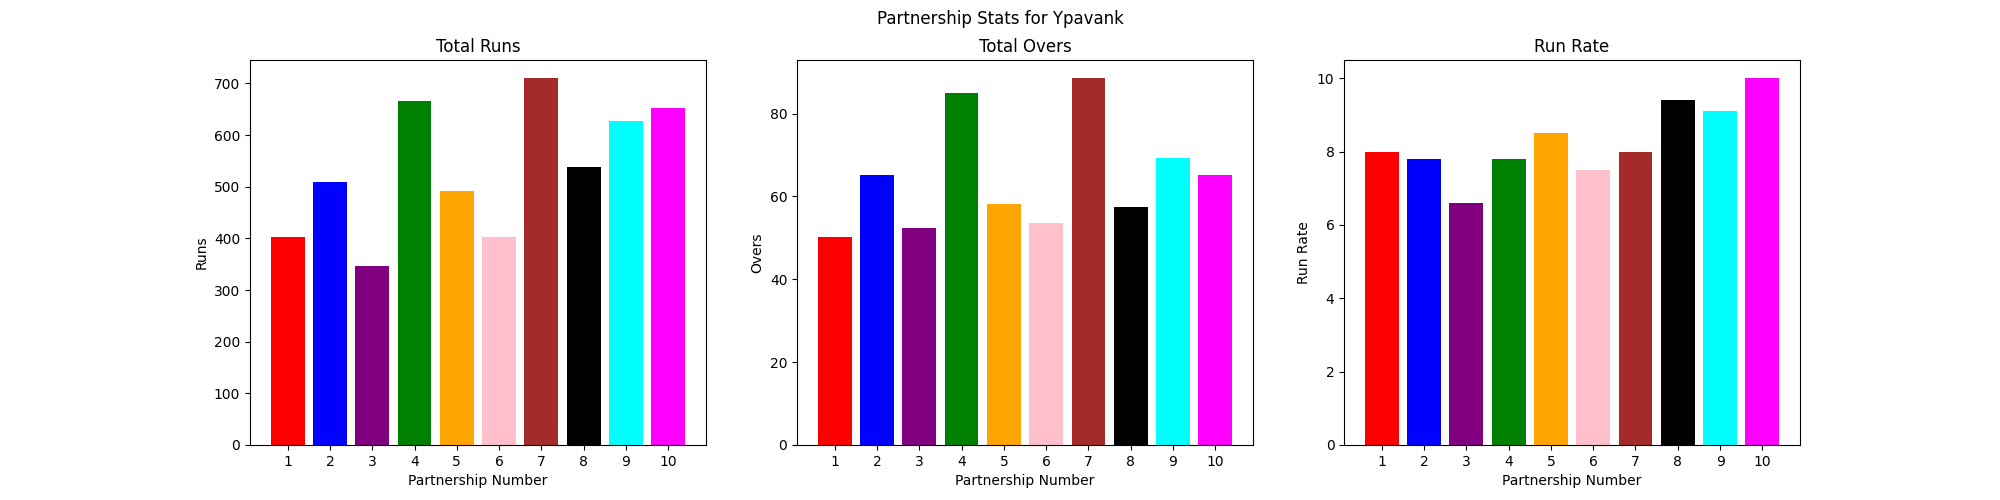 Partnership Stats for Ypavank
Total Runs
Runs
700
600
500
400
300
200
100
0
1 2 3 4 5 6 7 8 9 10
Partnership Number
Total Overs
Overs
80
60
40
20
0
1 2 3 4 5 6 7 8 9 10
Partnership Number
Run Rate
Run Rate
10
8
6
4
2
0
1 2 3 4 5 6 7 8 9 10
Partnership Number